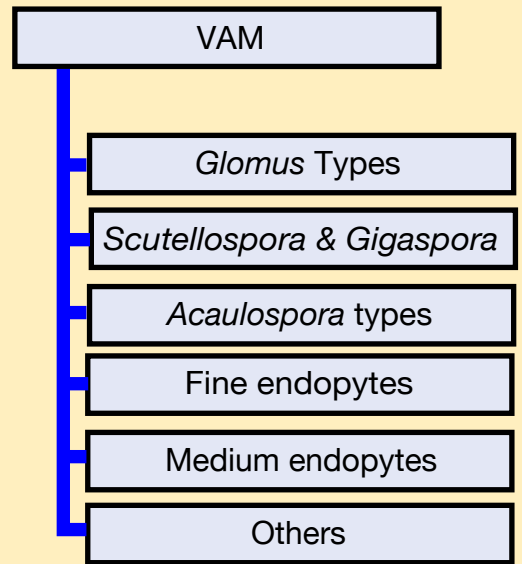 VAM
Glomus Types
Scutellospora & Gigaspora
Acaulospora types
Fine endopytes
Medium endopytes
Others